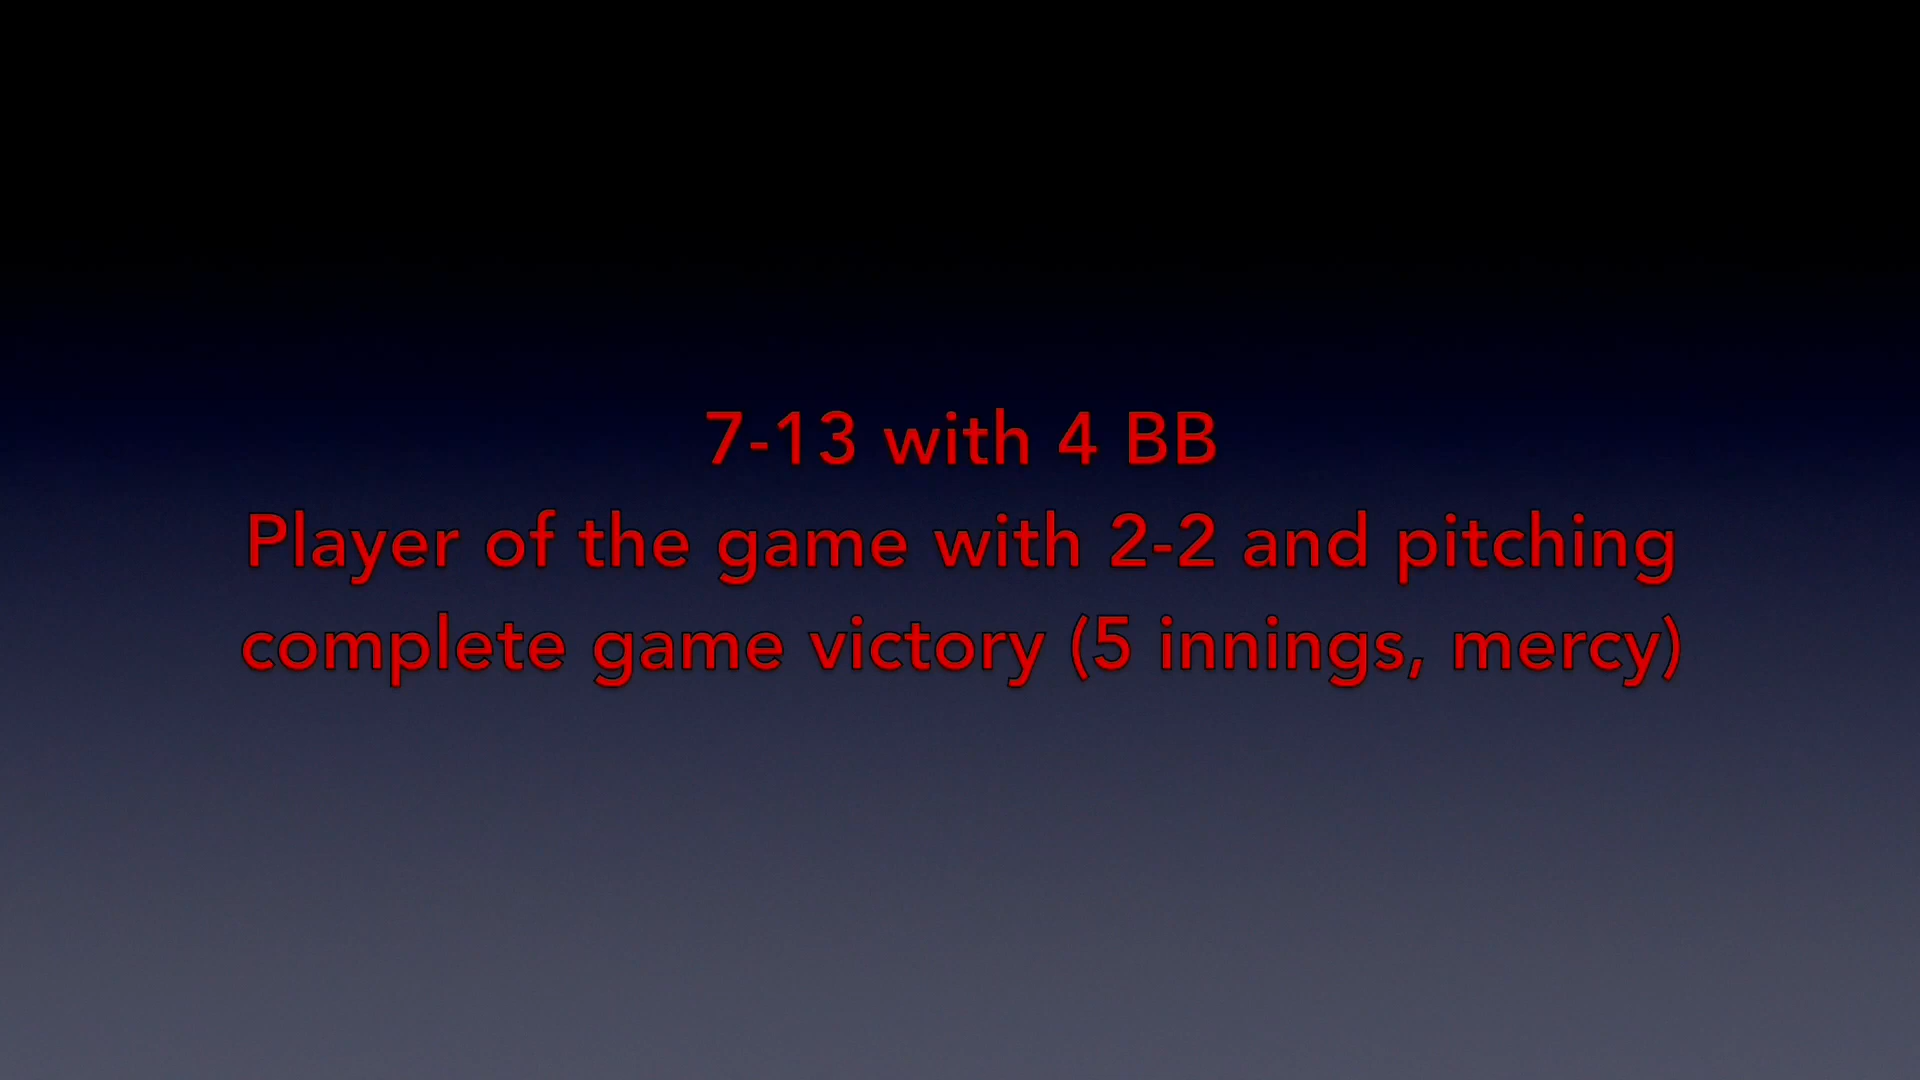 7-13 with 4 BB
Player of the game with 2-2 and pitching
complete game victory (5 innings, mercy)